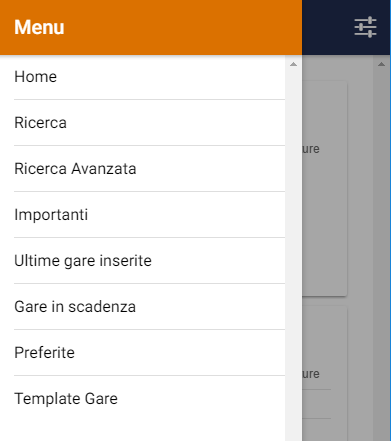 Menu
Home
Ricerca
ure
Ricerca Avanzata
Importanti
Ultime gare inserite
Gare in scadenza
Preferite
ure
Template Gare